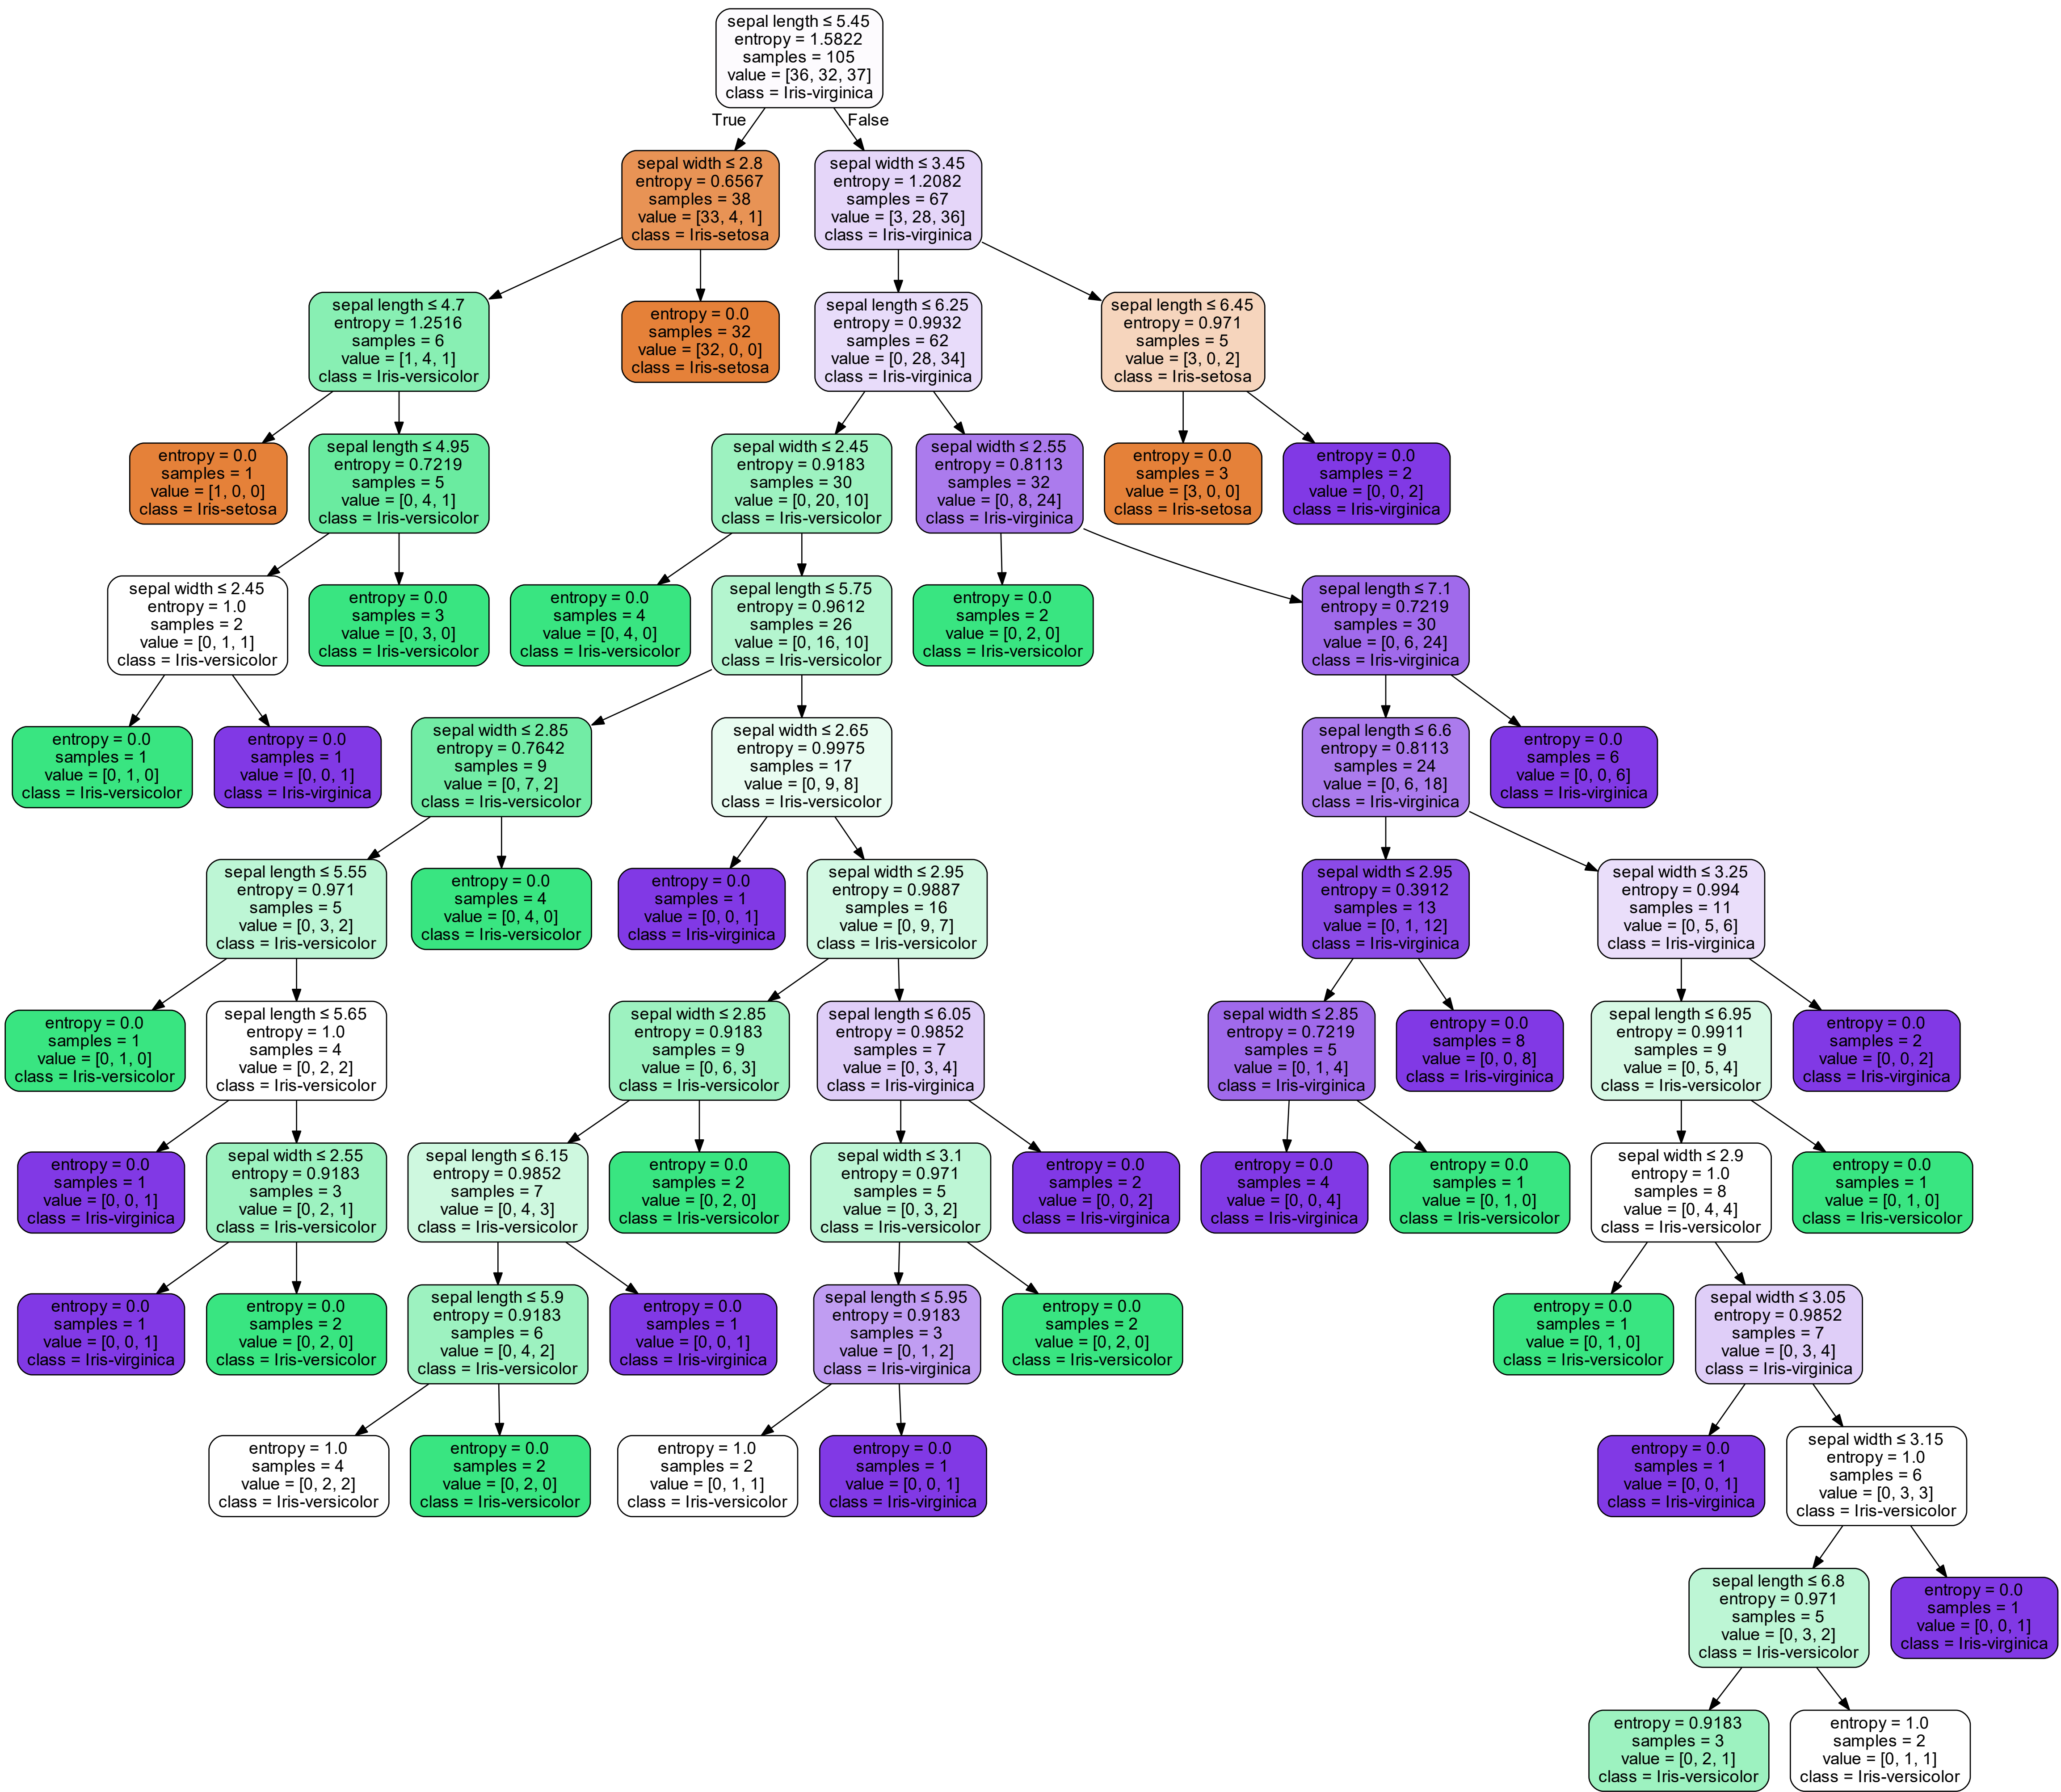 sepal length ≤ 5.45
entropy = 1.5822
samples = 105
value = [36, 32, 37]
class = Iris-virginica
True
False
sepal width ≤ 2.8
entropy = 0.6567
samples = 38
value = [33, 4, 1]
class = Iris-setosa
sepal width ≤ 3.45
entropy = 1.2082
samples = 67
value = [3, 28, 36]
class = Iris-virginica
sepal length ≤ 4.7
entropy = 1.2516
samples = 6
value = [1, 4, 1]
class = Iris-versicolor
entropy = 0.0
samples = 32
value = [32, 0, 0]
class = Iris-setosa
sepal length ≤ 6.25
entropy = 0.9932
samples = 62
value = [0, 28, 34]
class = Iris-virginica
sepal length ≤ 6.45
entropy = 0.971
samples = 5
value = [3, 0, 2]
class = Iris-setosa
entropy = 0.0
samples = 1
value = [1, 0, 0]
class = Iris-setosa
sepal length ≤ 4.95
entropy = 0.7219
samples = 5
value = [0, 4, 1]
class = Iris-versicolor
sepal width ≤ 2.45
entropy = 0.9183
samples = 30
value = [0, 20, 10]
class = Iris-versicolor
sepal width ≤ 2.55
entropy = 0.8113
samples = 32
value = [0, 8, 24]
class = Iris-virginica
entropy = 0.0
samples = 3
value = [3, 0, 0]
class = Iris-setosa
entropy = 0.0
samples = 2
value = [0, 0, 2]
class = Iris-virginica
sepal width ≤ 2.45
entropy = 1.0
samples = 2
value = [0, 1, 1]
class = Iris-versicolor
entropy = 0.0
samples = 3
value = [0, 3, 0]
class = Iris-versicolor
entropy = 0.0
samples = 4
value = [0, 4, 0]
class = Iris-versicolor
sepal length ≤ 5.75
entropy = 0.9612
samples = 26
value = [0, 16, 10]
class = Iris-versicolor
entropy = 0.0
samples = 2
value = [0, 2, 0]
class = Iris-versicolor
sepal length ≤ 7.1
entropy = 0.7219
samples = 30
value = [0, 6, 24]
class = Iris-virginica
entropy = 0.0
samples = 1
value = [0, 1, 0]
class = Iris-versicolor
entropy = 0.0
samples = 1
value = [0, 0, 1]
class = Iris-virginica
sepal width ≤ 2.85
entropy = 0.7642
samples = 9
value = [0, 7, 2]
class = Iris-versicolor
sepal width ≤ 2.65
entropy = 0.9975
samples = 17
value = [0, 9, 8]
class = Iris-versicolor
sepal length ≤ 6.6
entropy = 0.8113
samples = 24
value = [0, 6, 18]
class = Iris-virginica
entropy = 0.0
samples = 6
value = [0, 0, 6]
class = Iris-virginica
sepal length ≤ 5.55
entropy = 0.971
samples = 5
value = [0, 3, 2]
class = Iris-versicolor
entropy = 0.0
samples = 4
value = [0, 4, 0]
class = Iris-versicolor
entropy = 0.0
samples = 1
value = [0, 0, 1]
class = Iris-virginica
sepal width ≤ 2.95
entropy = 0.9887
samples = 16
value = [0, 9, 7]
class = Iris-versicolor
sepal width ≤ 2.95
entropy = 0.3912
samples = 13
value = [0, 1, 12]
class = Iris-virginica
sepal width ≤ 3.25
entropy = 0.994
samples = 11
value = [0, 5, 6]
class = Iris-virginica
entropy = 0.0
samples = 1
value = [0, 1, 0]
class = Iris-versicolor
sepal length ≤ 5.65
entropy = 1.0
samples = 4
value = [0, 2, 2]
class = Iris-versicolor
sepal width ≤ 2.85
entropy = 0.9183
samples = 9
value = [0, 6, 3]
class = Iris-versicolor
sepal length ≤ 6.05
entropy = 0.9852
samples = 7
value = [0, 3, 4]
class = Iris-virginica
sepal width ≤ 2.85
entropy = 0.7219
samples = 5
value = [0, 1, 4]
class = Iris-virginica
entropy = 0.0
samples = 8
value = [0, 0, 8]
class = Iris-virginica
sepal length ≤ 6.95
entropy = 0.9911
samples = 9
value = [0, 5, 4]
class = Iris-versicolor
entropy = 0.0
samples = 2
value = [0, 0, 2]
class = Iris-virginica
entropy = 0.0
samples = 1
value = [0, 0, 1]
class = Iris-virginica
sepal width ≤ 2.55
entropy = 0.9183
samples = 3
value = [0, 2, 1]
class = Iris-versicolor
sepal length ≤ 6.15
entropy = 0.9852
samples = 7
value = [0, 4, 3]
class = Iris-versicolor
entropy = 0.0
samples = 2
value = [0, 2, 0]
class = Iris-versicolor
sepal width ≤ 3.1
entropy = 0.971
samples = 5
value = [0, 3, 2]
class = Iris-versicolor
entropy = 0.0
samples = 2
value = [0, 0, 2]
class = Iris-virginica
entropy = 0.0
samples = 4
value = [0, 0, 4]
class = Iris-virginica
entropy = 0.0
samples = 1
value = [0, 1, 0]
class = Iris-versicolor
sepal width ≤ 2.9
entropy = 1.0
samples = 8
value = [0, 4, 4]
class = Iris-versicolor
entropy = 0.0
samples = 1
value = [0, 1, 0]
class = Iris-versicolor
entropy = 0.0
samples = 1
value = [0, 0, 1]
class = Iris-virginica
entropy = 0.0
samples = 2
value = [0, 2, 0]
class = Iris-versicolor
sepal length ≤ 5.9
entropy = 0.9183
samples = 6
value = [0, 4, 2]
class = Iris-versicolor
entropy = 0.0
samples = 1
value = [0, 0, 1]
class = Iris-virginica
sepal length ≤ 5.95
entropy = 0.9183
samples = 3
value = [0, 1, 2]
class = Iris-virginica
entropy = 0.0
samples = 2
value = [0, 2, 0]
class = Iris-versicolor
entropy = 0.0
samples = 1
value = [0, 1, 0]
class = Iris-versicolor
sepal width ≤ 3.05
entropy = 0.9852
samples = 7
value = [0, 3, 4]
class = Iris-virginica
entropy = 1.0
samples = 4
value = [0, 2, 2]
class = Iris-versicolor
entropy = 0.0
samples = 2
value = [0, 2, 0]
class = Iris-versicolor
entropy = 1.0
samples = 2
value = [0, 1, 1]
class = Iris-versicolor
entropy = 0.0
samples = 1
value = [0, 0, 1]
class = Iris-virginica
entropy = 0.0
samples = 1
value = [0, 0, 1]
class = Iris-virginica
sepal width ≤ 3.15
entropy = 1.0
samples = 6
value = [0, 3, 3]
class = Iris-versicolor
sepal length ≤ 6.8
entropy = 0.971
samples = 5
value = [0, 3, 2]
class = Iris-versicolor
entropy = 0.0
samples = 1
value = [0, 0, 1]
class = Iris-virginica
entropy = 0.9183
samples = 3
value = [0, 2, 1]
class = Iris-versicolor
entropy = 1.0
samples = 2
value = [0, 1, 1]
class = Iris-versicolor